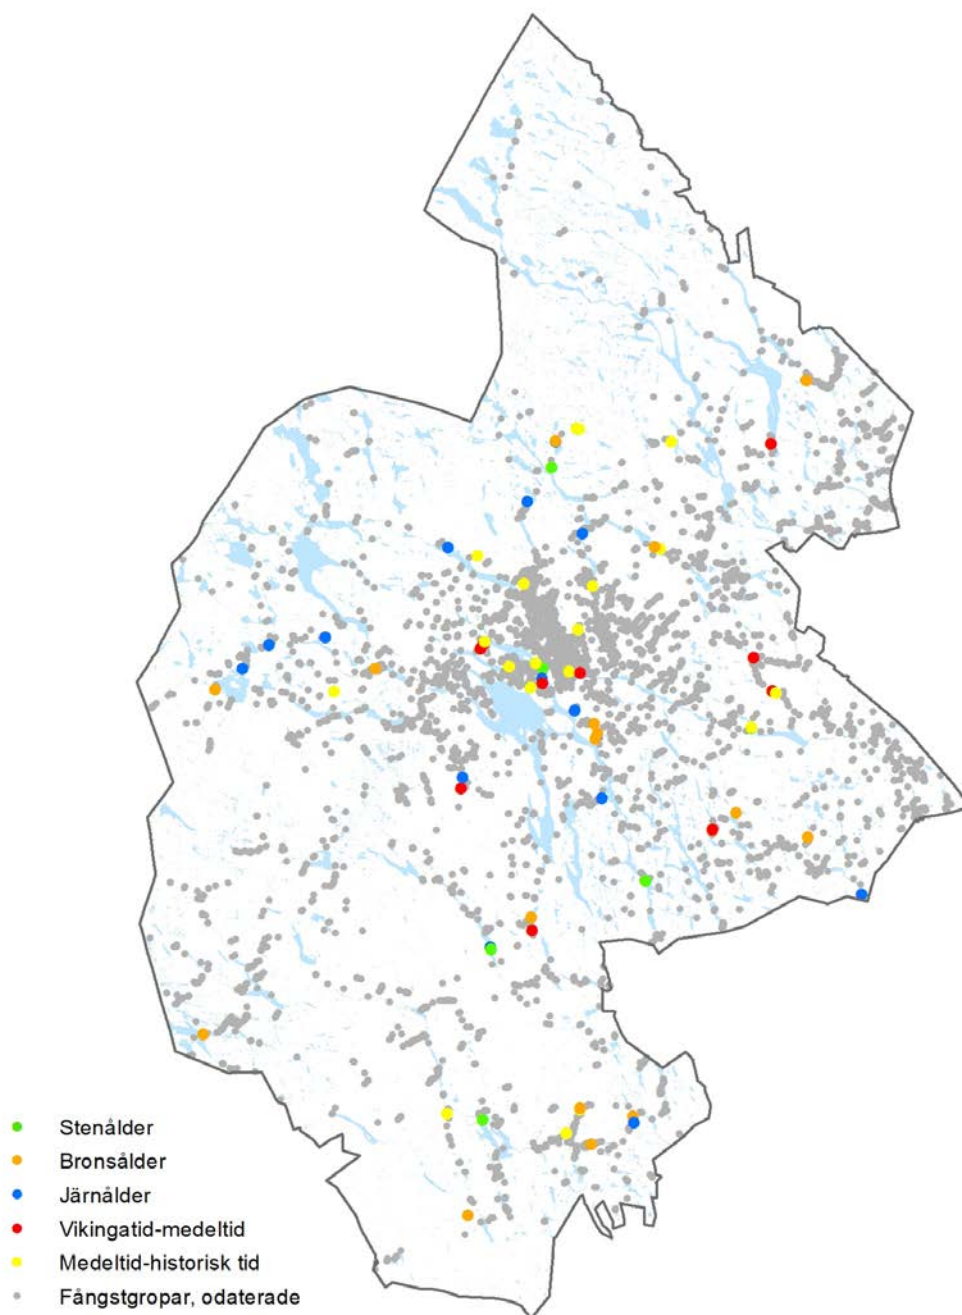 Stenålder
Bronsålder
Järnålder
Vikingatid-medeltid
Medeltid-historisk tid
Fångstgropar, odaterade